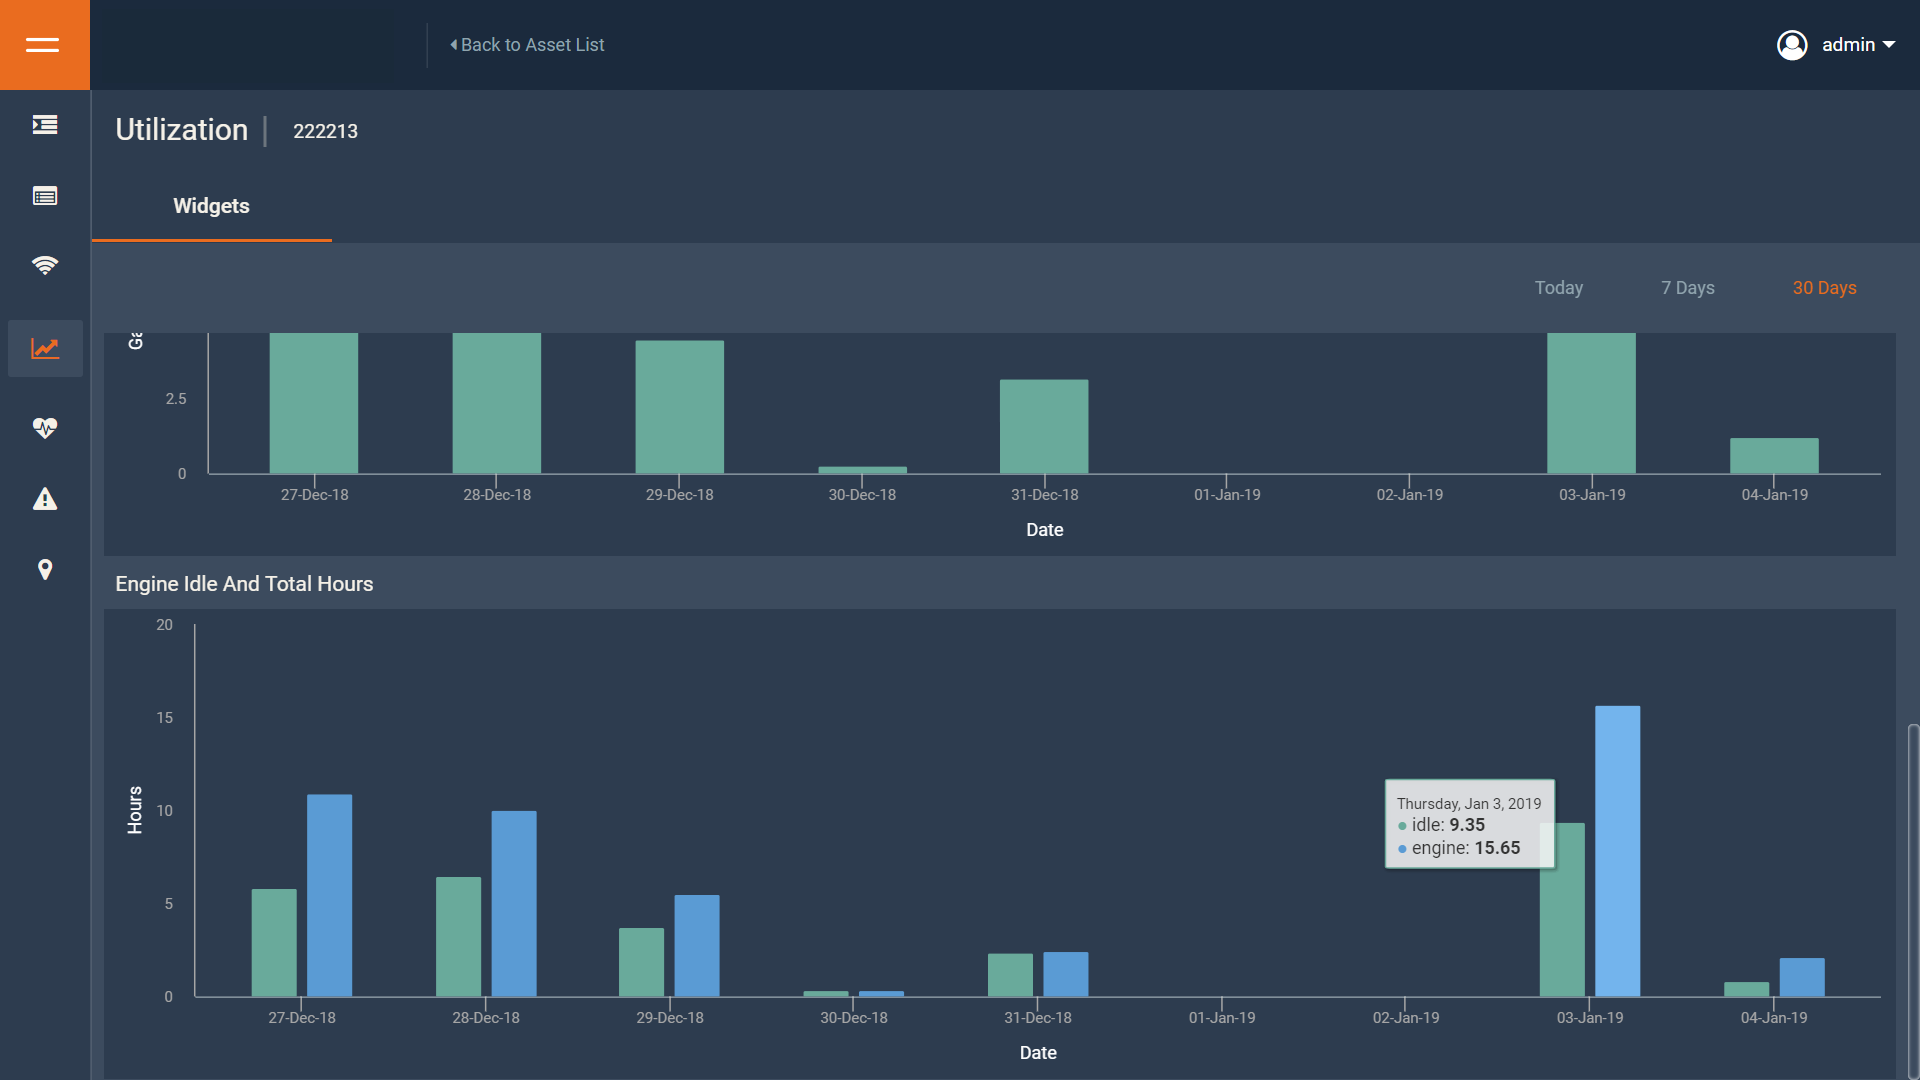 Back to Asset List
admin
Utilization
222213
Widgets
Today
7 Days
30 Days
2.5
0
27-Dec-18
28-Dec-18
29-Dec-18
30-Dec-18
31-Dec-18
01-Jan-19
02-Jan-19
03-Jan-19
04-Jan-19
Date
Engine Idle And Total Hours
20
15
10
5
0
Hours
Thursday, Jan 3, 2019
idle: 9.35
engine: 15.65
27-Dec-18
28-Dec-18
29-Dec-18
30-Dec-18
31-Dec-18
01-Jan-19
02-Jan-19
03-Jan-19
04-Jan-19
Date